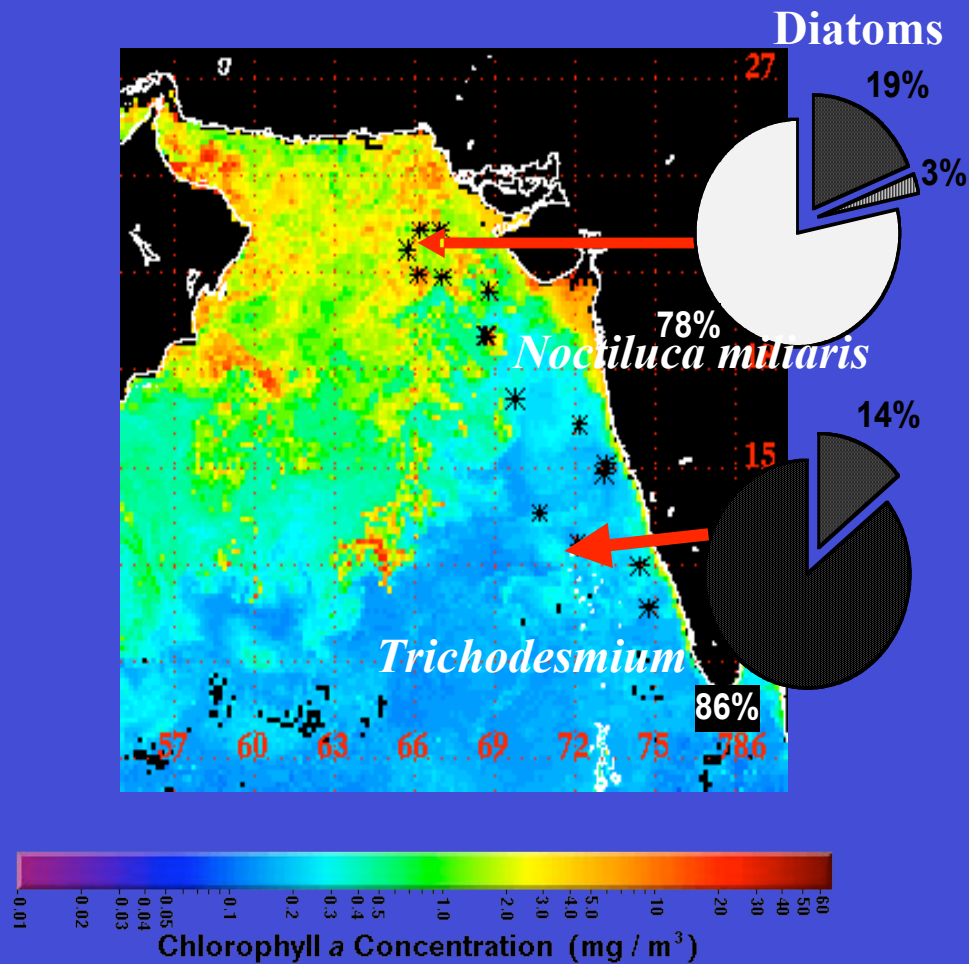 Diatoms
27
19%
3%
78%
Noctiluca miliaris
14%
15
Trichodesmium
86%
57 60 63 66 69 72 75 786
0.01 0.02 0.03 0.04 0.05 0.1 0.2 0.3 0.4 0.5 1.0 2.0 3.0 4.0 5.0 10 20 30 40 50 60
Chlorophyll a Concentration (mg / m³)